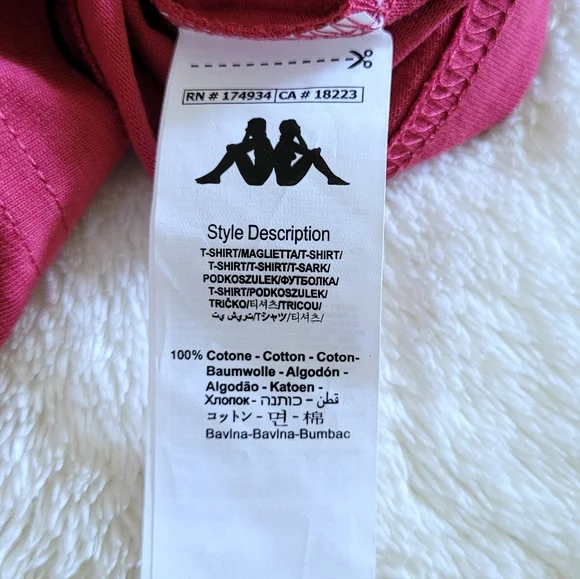 RN # 174934 CA # 18223
Style Description
T-SHIRT/MAGLIETTA/T-SHIRT/
T-SHIRT/T-SHIRT/T-SARK/
PODKOSZULEK/ФУТБОЛКА/
T-SHIRT/PODKOSZULEK/
TRIČKO/티셔츠/TRICOU/
Tシャツ/티셔츠/
100% Cotone - Cotton - Coton-
Baumwolle - Algodón -
Algodão - Katoen -
Хлопок - כותנה - قطن
コットン - 면 - 棉
Bavlna-Bavlna-Bumbac